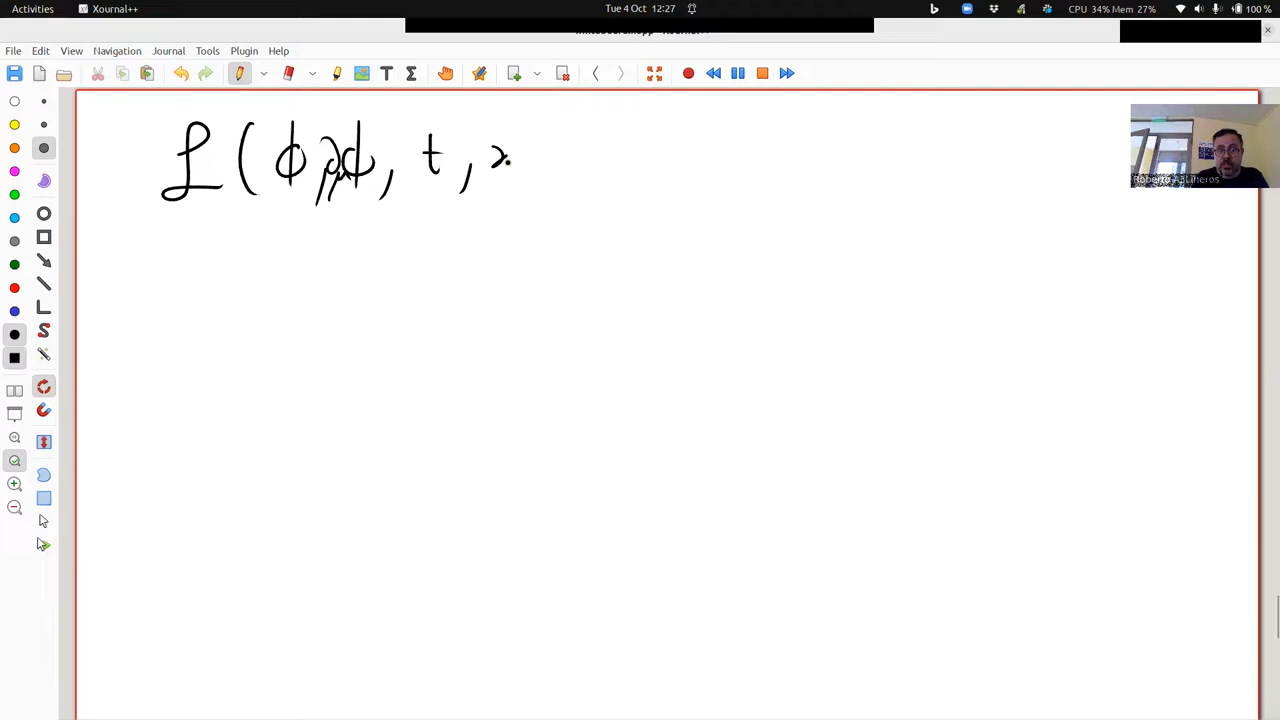 Activities
Xournal++
Tue 4 Oct 12:27
CPU 34% Mem 27%
100 %
File Edit View Navigation Journal Tools Plugin Help
ℒ( ϕ, ∂μϕ, t, x